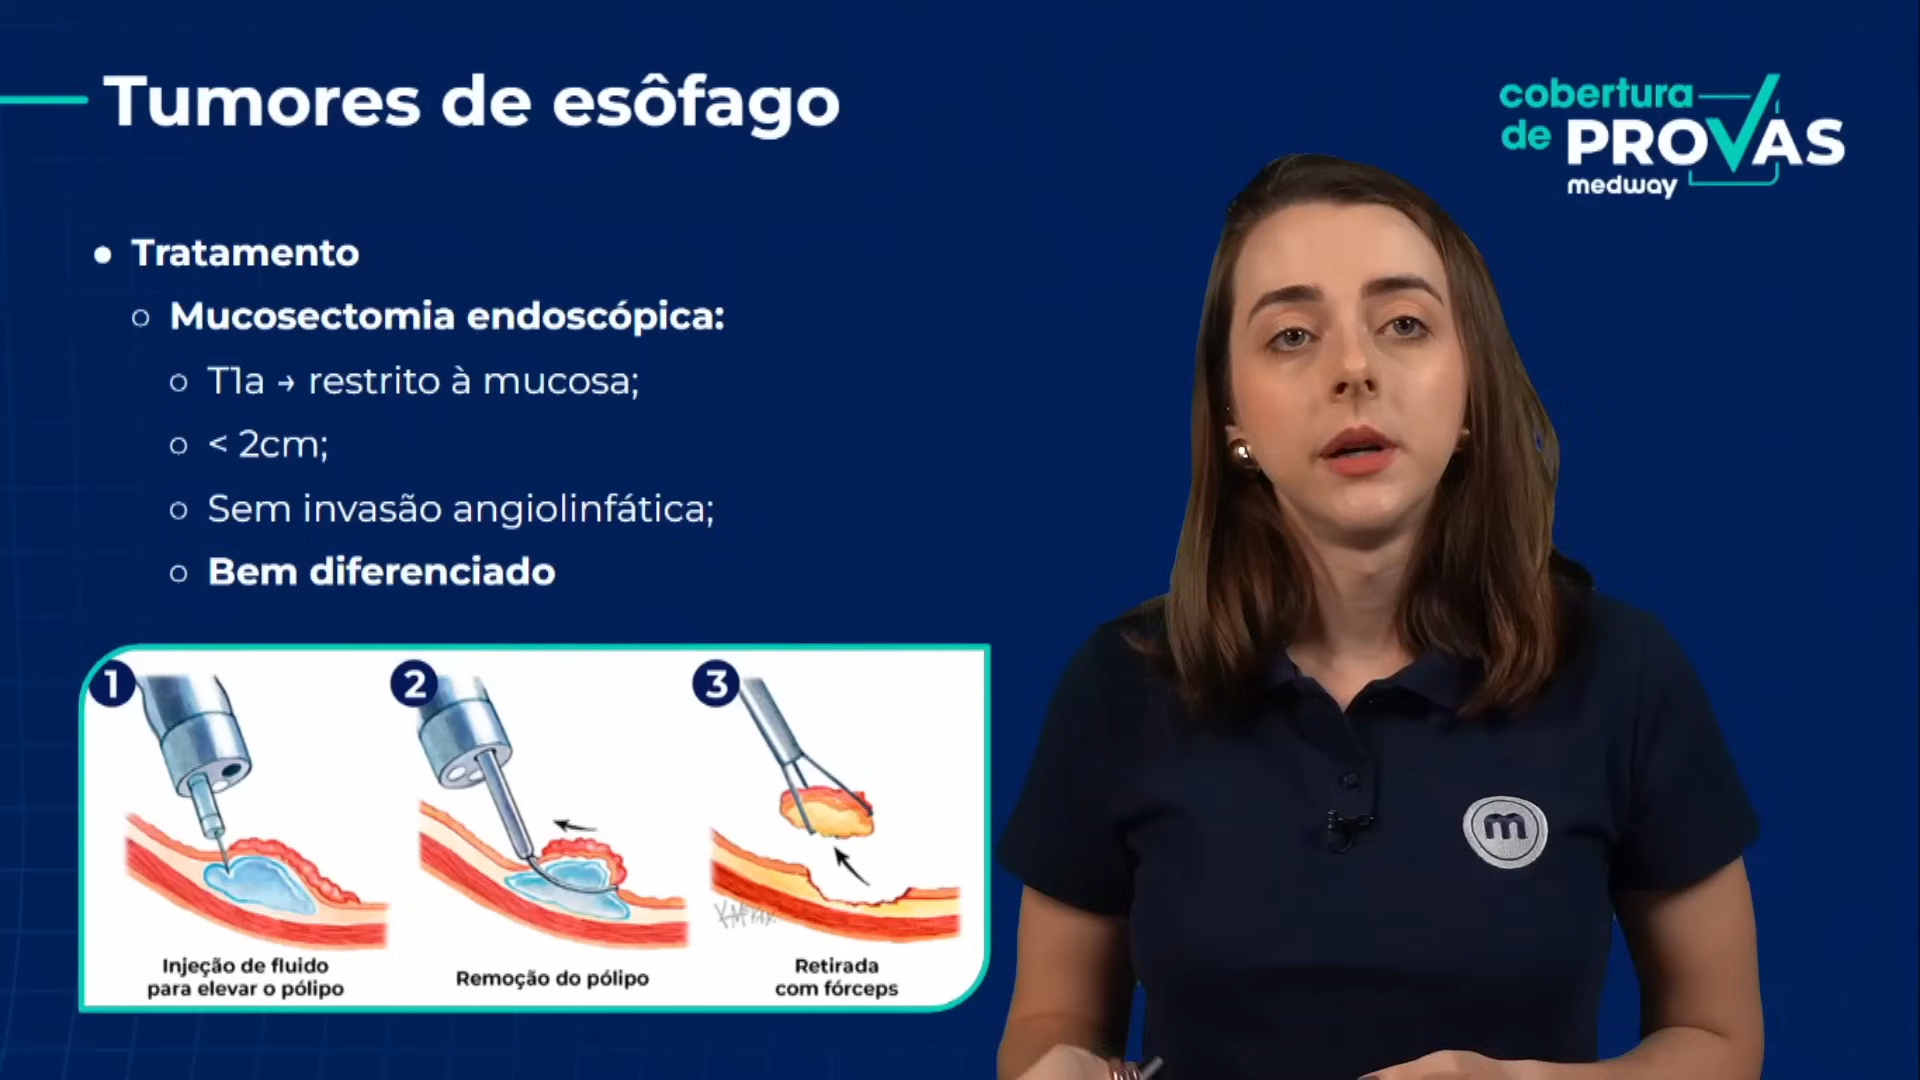 Tumores de esôfago
cobertura
de PROVAS
medway
Tratamento
Mucosectomia endoscópica:
T1a → restrito à mucosa;
< 2cm;
Sem invasão angiolinfática;
Bem diferenciado
1
2
3
Injeção de fluido
para elevar o pólipo
Remoção do pólipo
Retirada
com fórceps
m